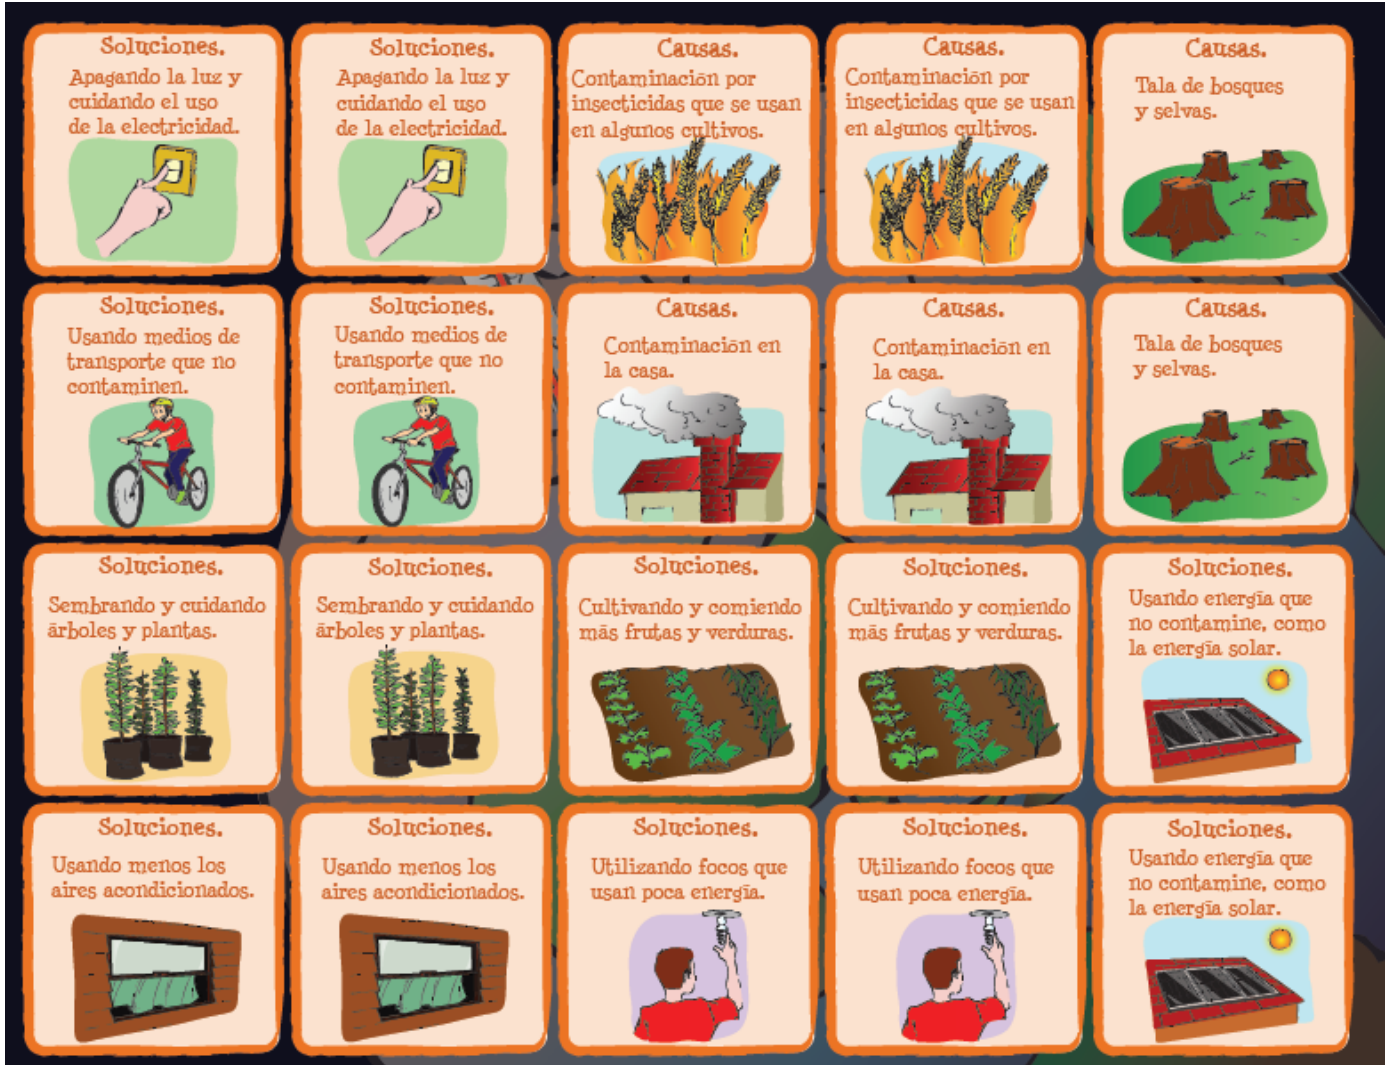 Soluciones.
Apagando la luz y
cuidando el uso
de la electricidad.
Soluciones.
Apagando la luz y
cuidando el uso
de la electricidad.
Causas.
Contaminación por
insecticidas que se usan
en algunos cultivos.
Causas.
Contaminación por
insecticidas que se usan
en algunos cultivos.
Causas.
Tala de bosques
y selvas.
Soluciones.
Usando medios de
transporte que no
contaminen.
Soluciones.
Usando medios de
transporte que no
contaminen.
Causas.
Contaminación en
la casa.
Causas.
Contaminación en
la casa.
Causas.
Tala de bosques
y selvas.
Soluciones.
Sembrando y cuidando
árboles y plantas.
Soluciones.
Sembrando y cuidando
árboles y plantas.
Soluciones.
Cultivando y comiendo
más frutas y verduras.
Soluciones.
Cultivando y comiendo
más frutas y verduras.
Soluciones.
Usando energía que
no contamine, como
la energía solar.
Soluciones.
Usando menos los
aires acondicionados.
Soluciones.
Usando menos los
aires acondicionados.
Soluciones.
Utilizando focos que
usan poca energía.
Soluciones.
Utilizando focos que
usan poca energía.
Soluciones.
Usando energía que
no contamine, como
la energía solar.